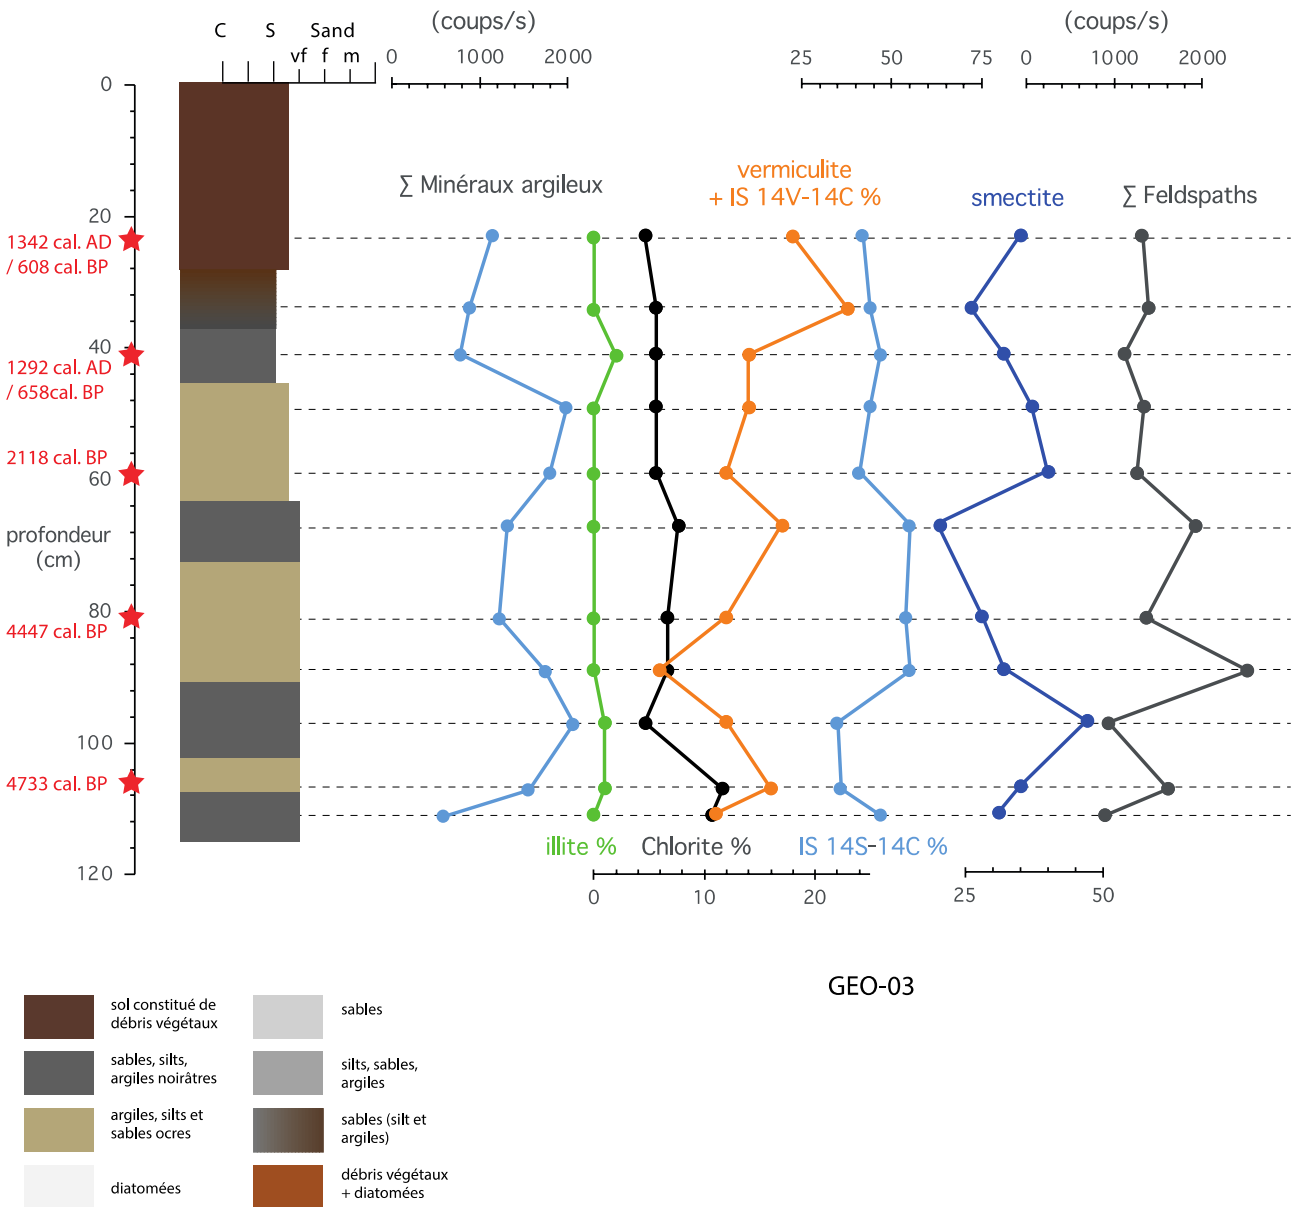 (coups/s)
(coups/s)
C S Sand
vf f m
0 1000 2000
25 50 75
0 1000 2000
0
vermiculite
+ IS 14V-14C %
∑ Minéraux argileux
smectite
∑ Feldspaths
20
1342 cal. AD
/ 608 cal. BP
40
1292 cal. AD
/ 658cal. BP
2118 cal. BP
60
profondeur
(cm)
80
4447 cal. BP
100
4733 cal. BP
120
illite %
Chlorite %
IS 14S-14C %
0 10 20
25 50
GEO-03
sol constitué de
débris végétaux
sables
sables, silts,
argiles noirâtres
silts, sables,
argiles
argiles, silts et
sables ocres
sables (silt et
argiles)
diatomées
débris végétaux
+ diatomées